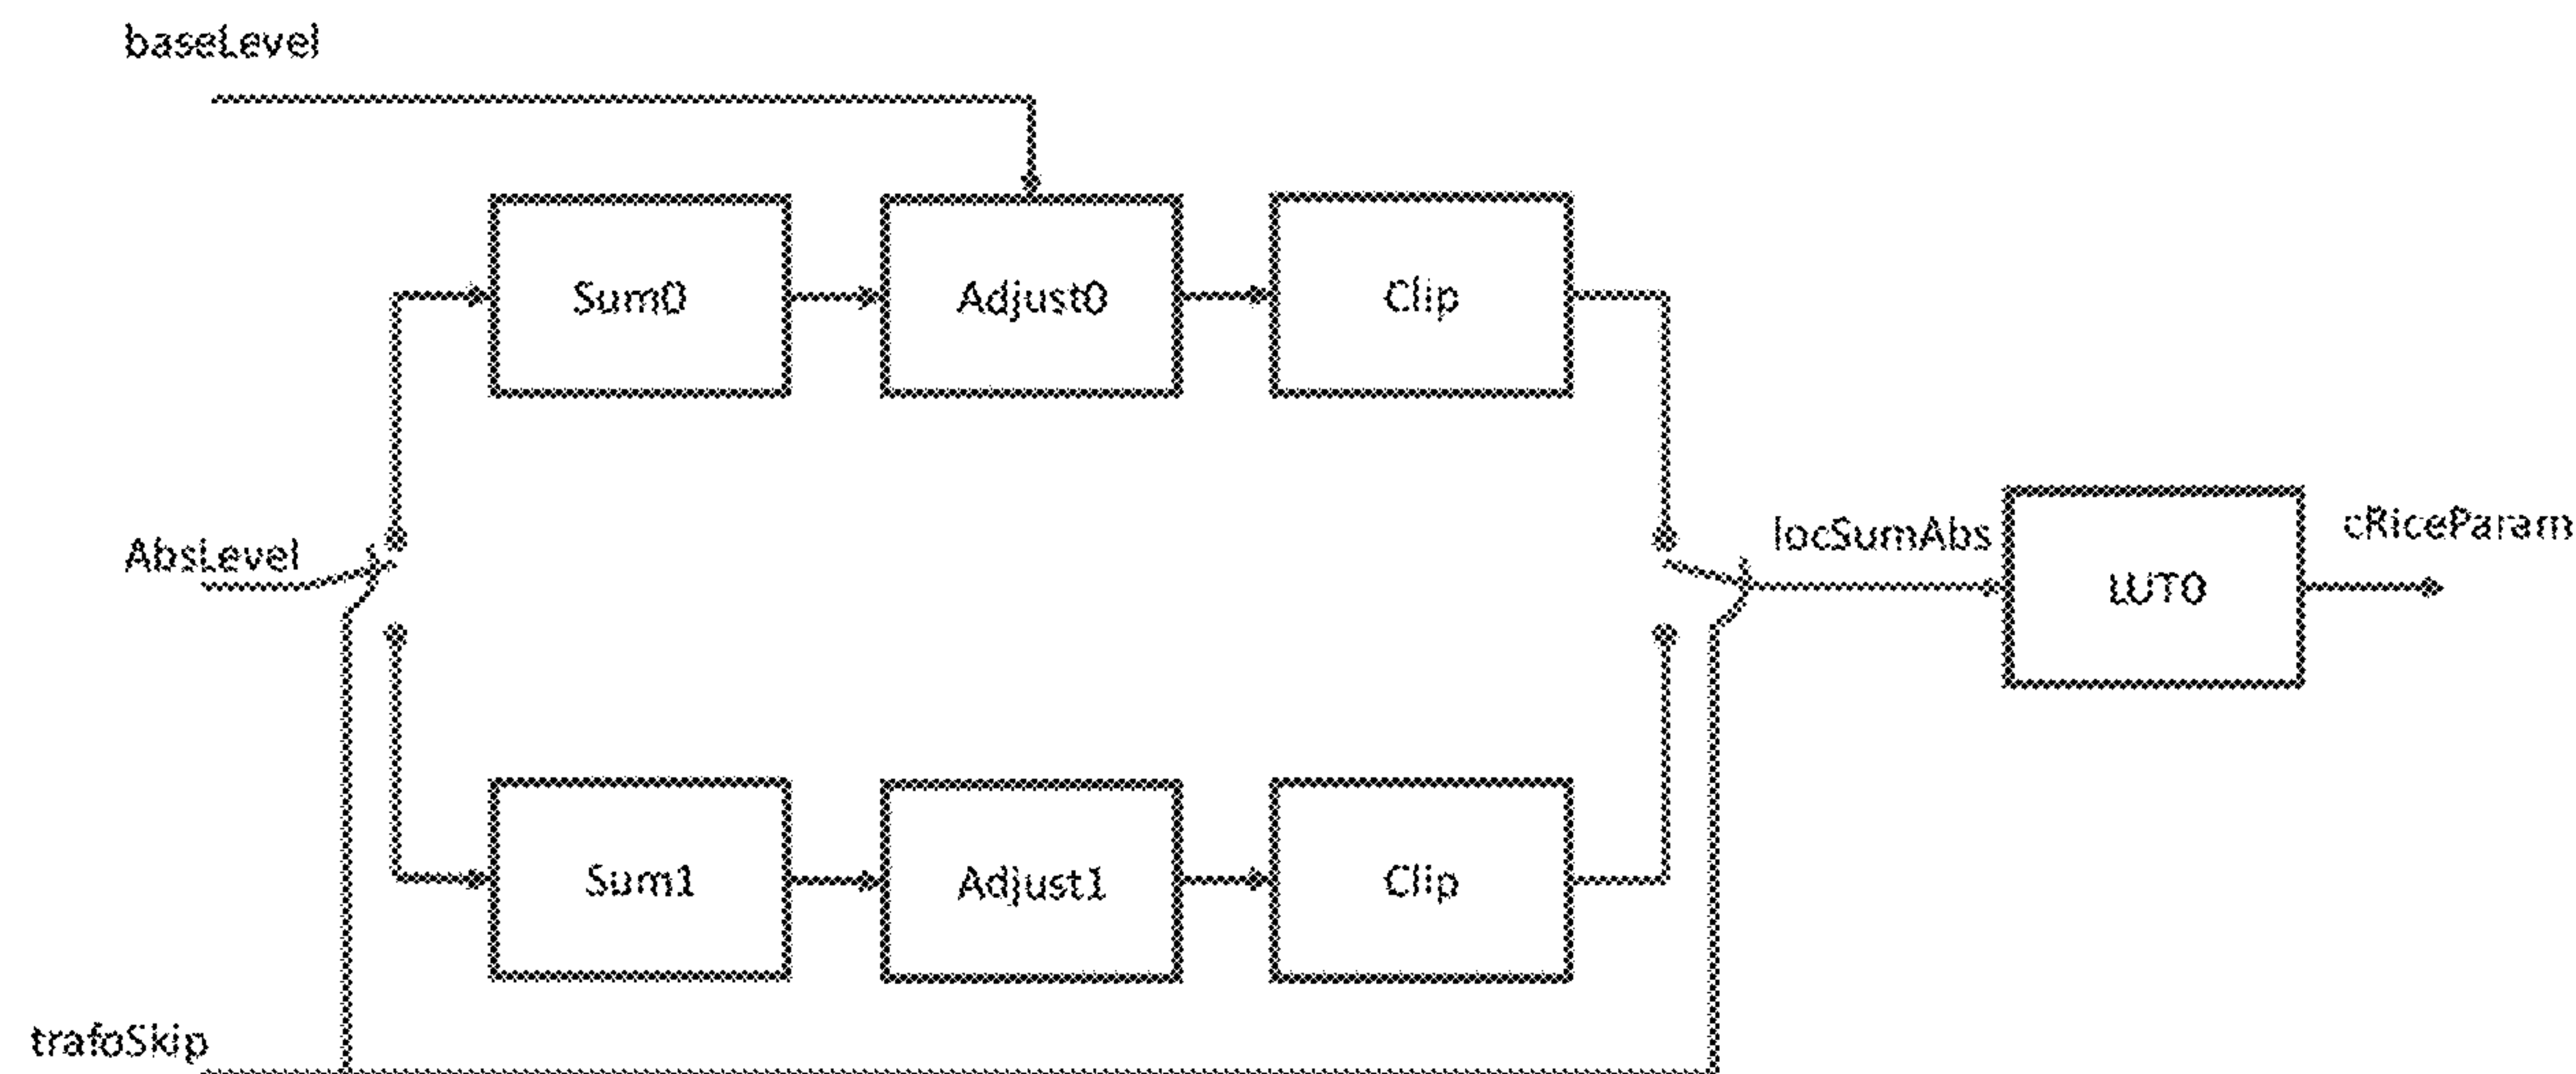 baseLevel
Sum0
Adjust0
Clip
AbsLevel
locSumAbs
LUT0
cRiceParam
Sum1
Adjust1
Clip
trafoSkip